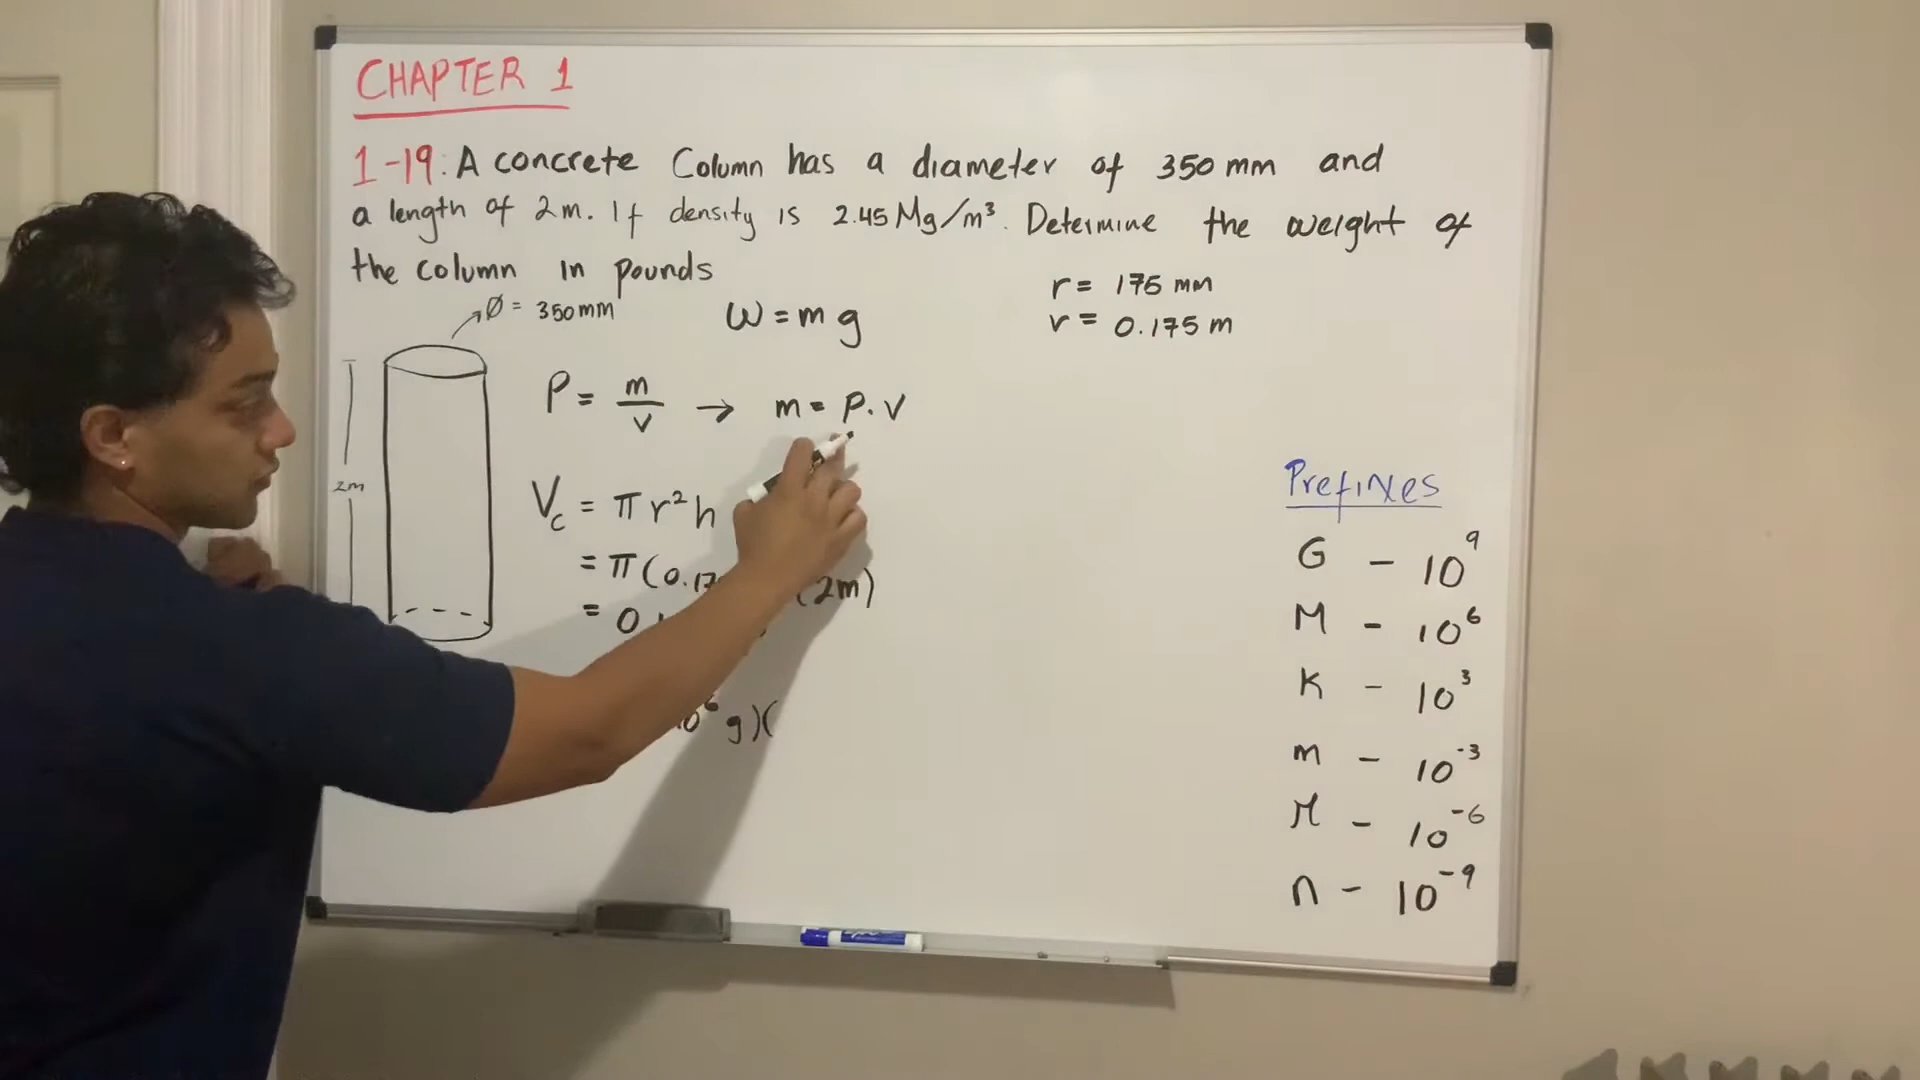 CHAPTER 1
1-19: A concrete Column has a diameter of 350 mm and
a length of 2m. If density is 2.45 Mg/m³. Determine the weight of
the column in pounds
Ø = 350mm
W = mg
r = 175 mm
r = 0.175 m
2m
ρ = m/v → m = ρ. V
Vc = π r² h
= π (0.17 (2m)
= 0.
g)(
Prefixes
G - 10⁹
M - 10⁶
K - 10³
m - 10⁻³
μ - 10⁻⁶
n - 10⁻⁹